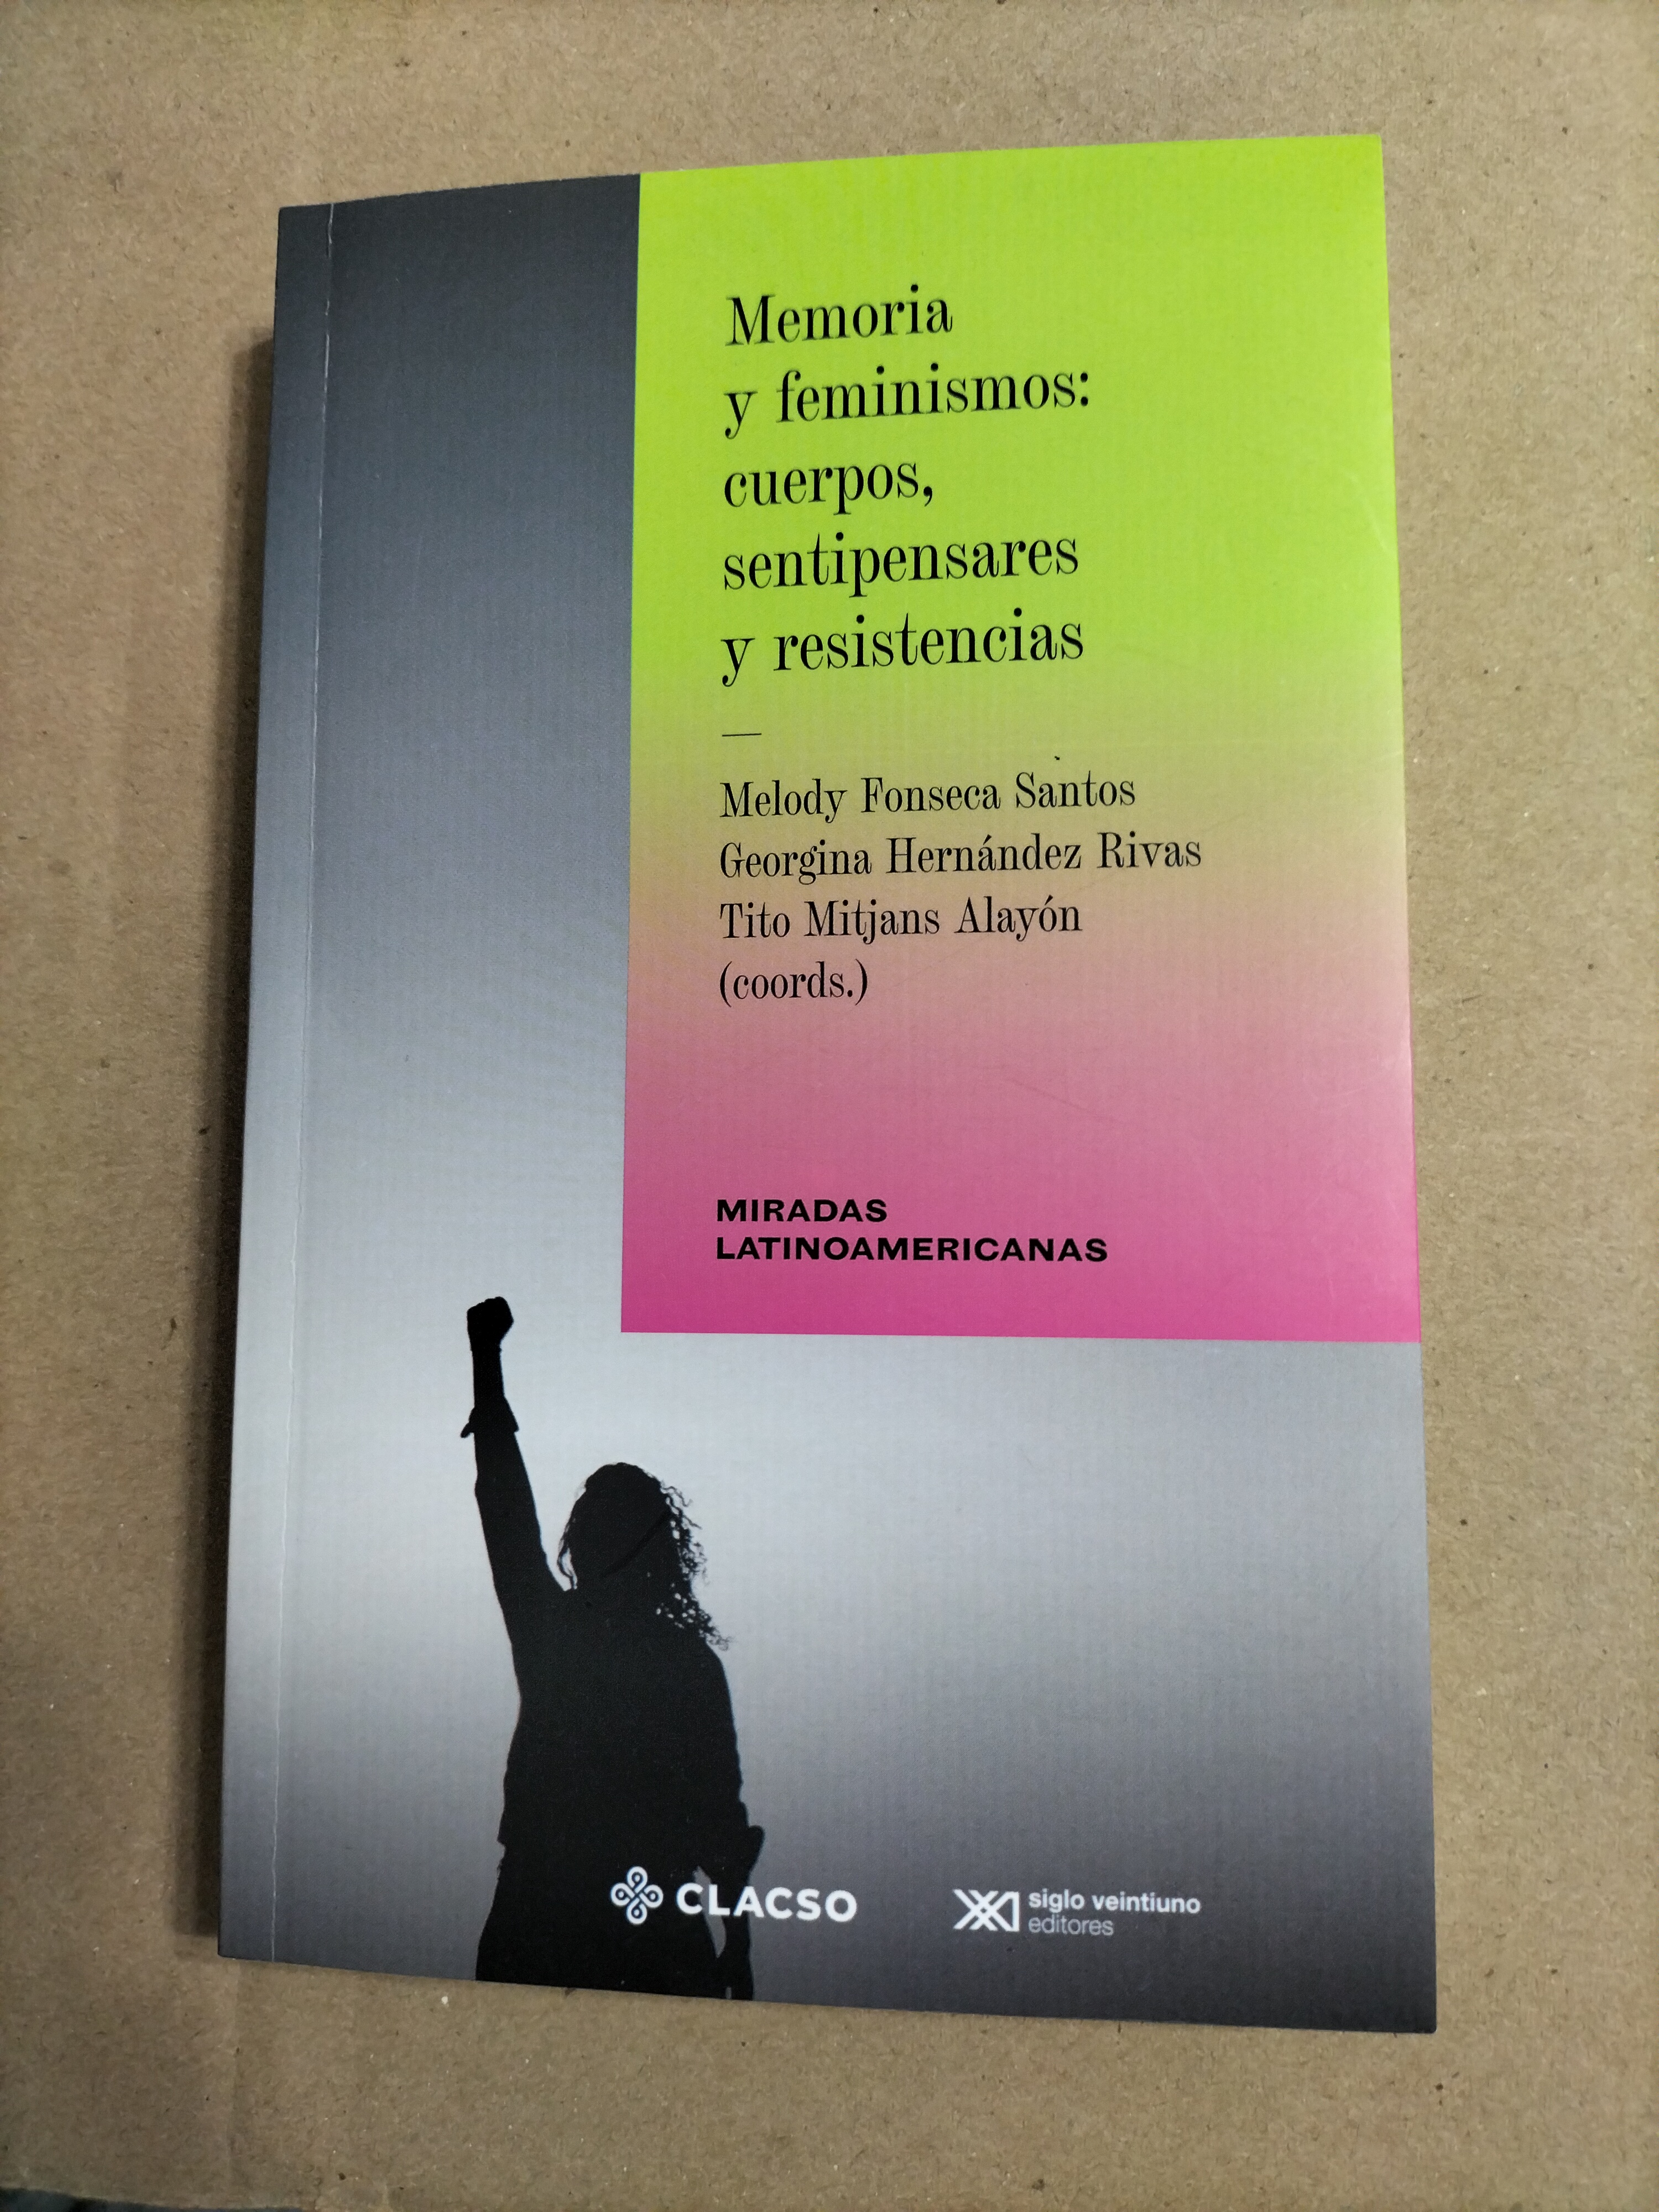 Memoria
y feminismos:
cuerpos,
sentipensares
y resistencias
—
Melody Fonseca Santos
Georgina Hernández Rivas
Tito Mitjans Alayón
(coords.)
MIRADAS
LATINOAMERICANAS
CLACSO
siglo veintiuno
editores